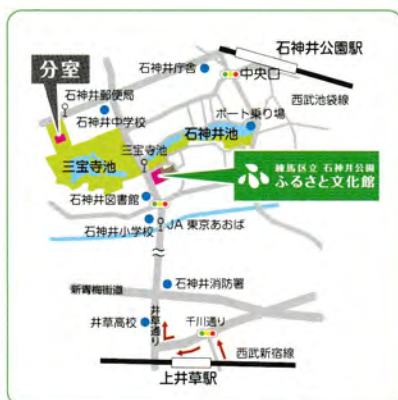 石神井公園駅
分室
石神井庁舎
中央口
石神井郵便局
西武池袋線
石神井中学校
ボート乗り場
石神井池
三宝寺池
三宝寺池
練馬区立 石神井公園
ふるさと文化館
石神井図書館
石神井小学校
JA 東京あおば
石神井消防署
新青梅街道
井草高校
井草通り
千川通り
西武新宿線
上井草駅